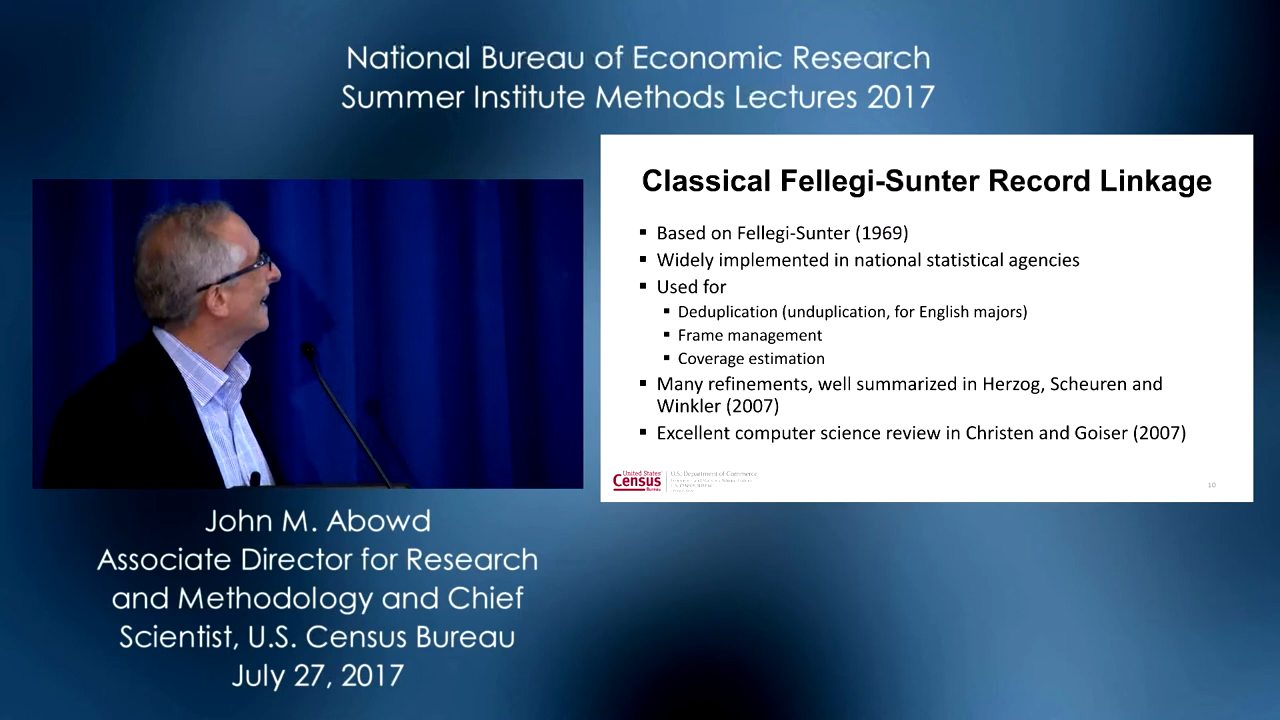 National Bureau of Economic Research
Summer Institute Methods Lectures 2017
Classical Fellegi-Sunter Record Linkage
▪ Based on Fellegi-Sunter (1969)
▪ Widely implemented in national statistical agencies
▪ Used for
▪ Deduplication (unduplication, for English majors)
▪ Frame management
▪ Coverage estimation
▪ Many refinements, well summarized in Herzog, Scheuren and
Winkler (2007)
▪ Excellent computer science review in Christen and Goiser (2007)
United States
Census
Bureau
U.S. Department of Commerce
10
John M. Abowd
Associate Director for Research
and Methodology and Chief
Scientist, U.S. Census Bureau
July 27, 2017